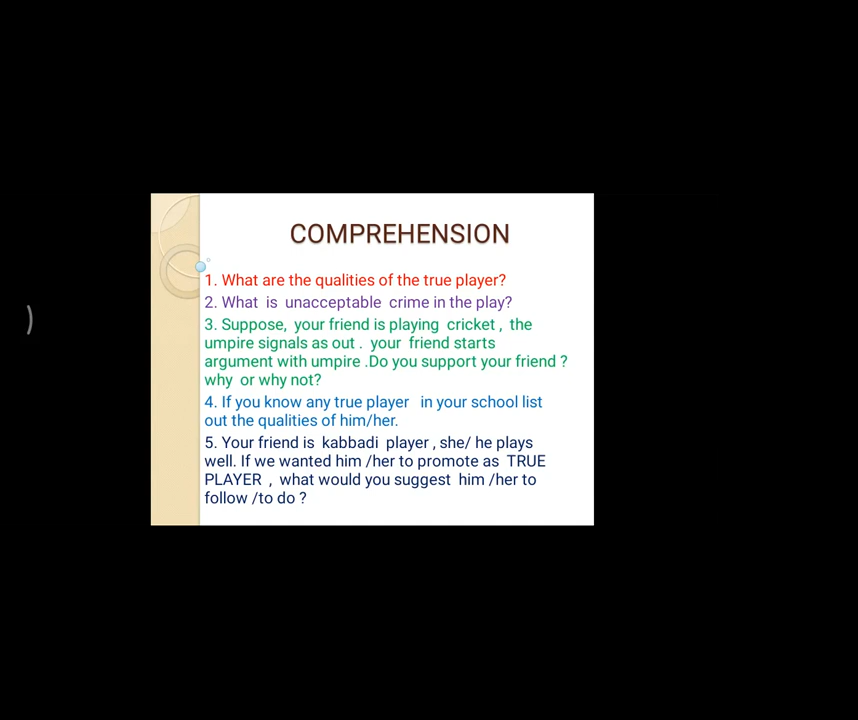 COMPREHENSION
1. What are the qualities of the true player?
2. What is unacceptable crime in the play?
3. Suppose, your friend is playing cricket , the
umpire signals as out . your friend starts
argument with umpire .Do you support your friend ?
why or why not?
4. If you know any true player in your school list
out the qualities of him/her.
5. Your friend is kabbadi player , she/ he plays
well. If we wanted him /her to promote as TRUE
PLAYER , what would you suggest him /her to
follow /to do ?